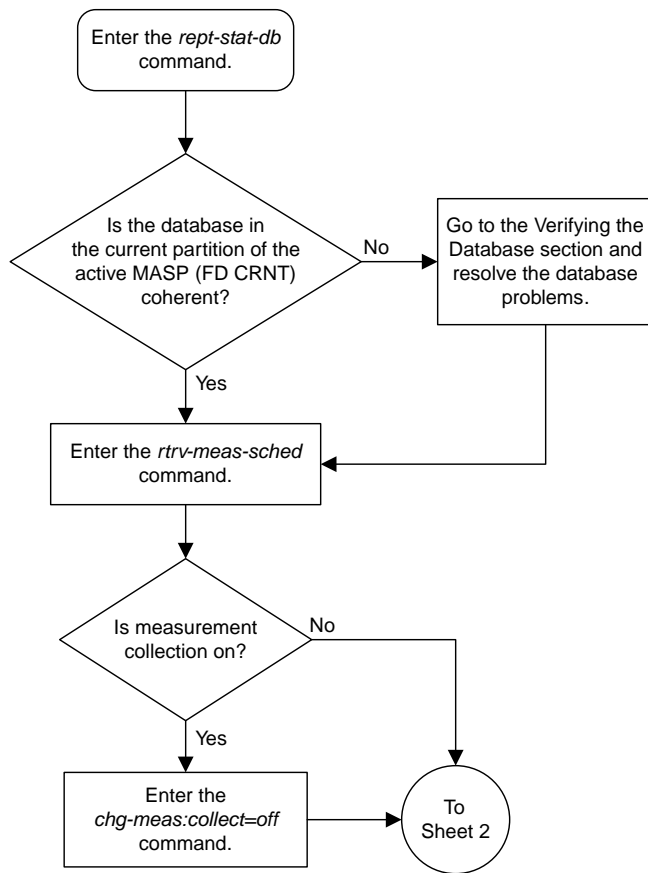 Enter the rept-stat-db
command.
Is the database in
the current partition of the
active MASP (FD CRNT)
coherent?
No
Go to the Verifying the
Database section and
resolve the database
problems.
Yes
Enter the rtrv-meas-sched
command.
Is measurement
collection on?
No
Yes
Enter the
chg-meas:collect=off
command.
To
Sheet 2